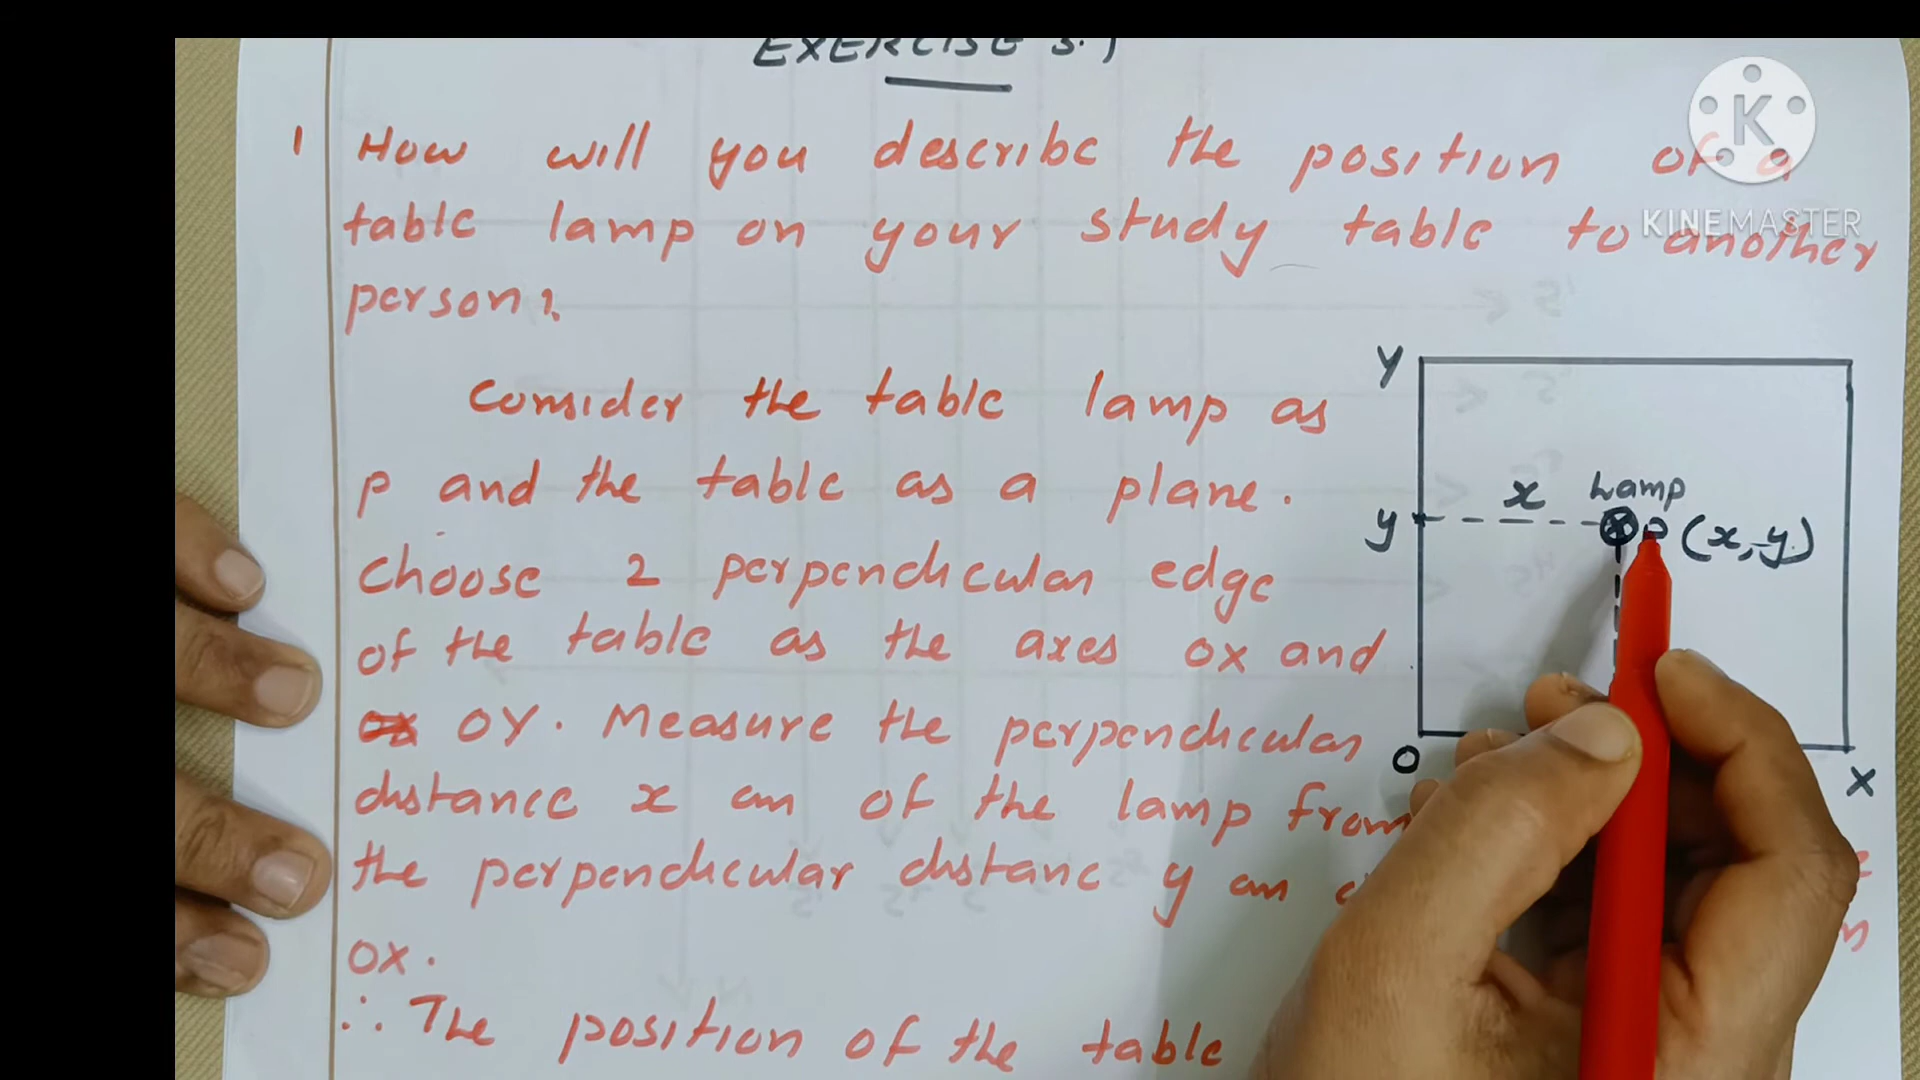 EXERCISE 3.1
1 How will you describe the position of a
table lamp on your study table to another
person?
Consider the table lamp as
P and the table as a plane.
Choose 2 perpendicular edge
of the table as the axes OX and
OY. Measure the perpendicular
distance x cm of the lamp from
the perpendicular distanc y cm
OX.
∴ The position of the table
Y
x Lamp
y P (x, y)
O
X
K
KINEMASTER